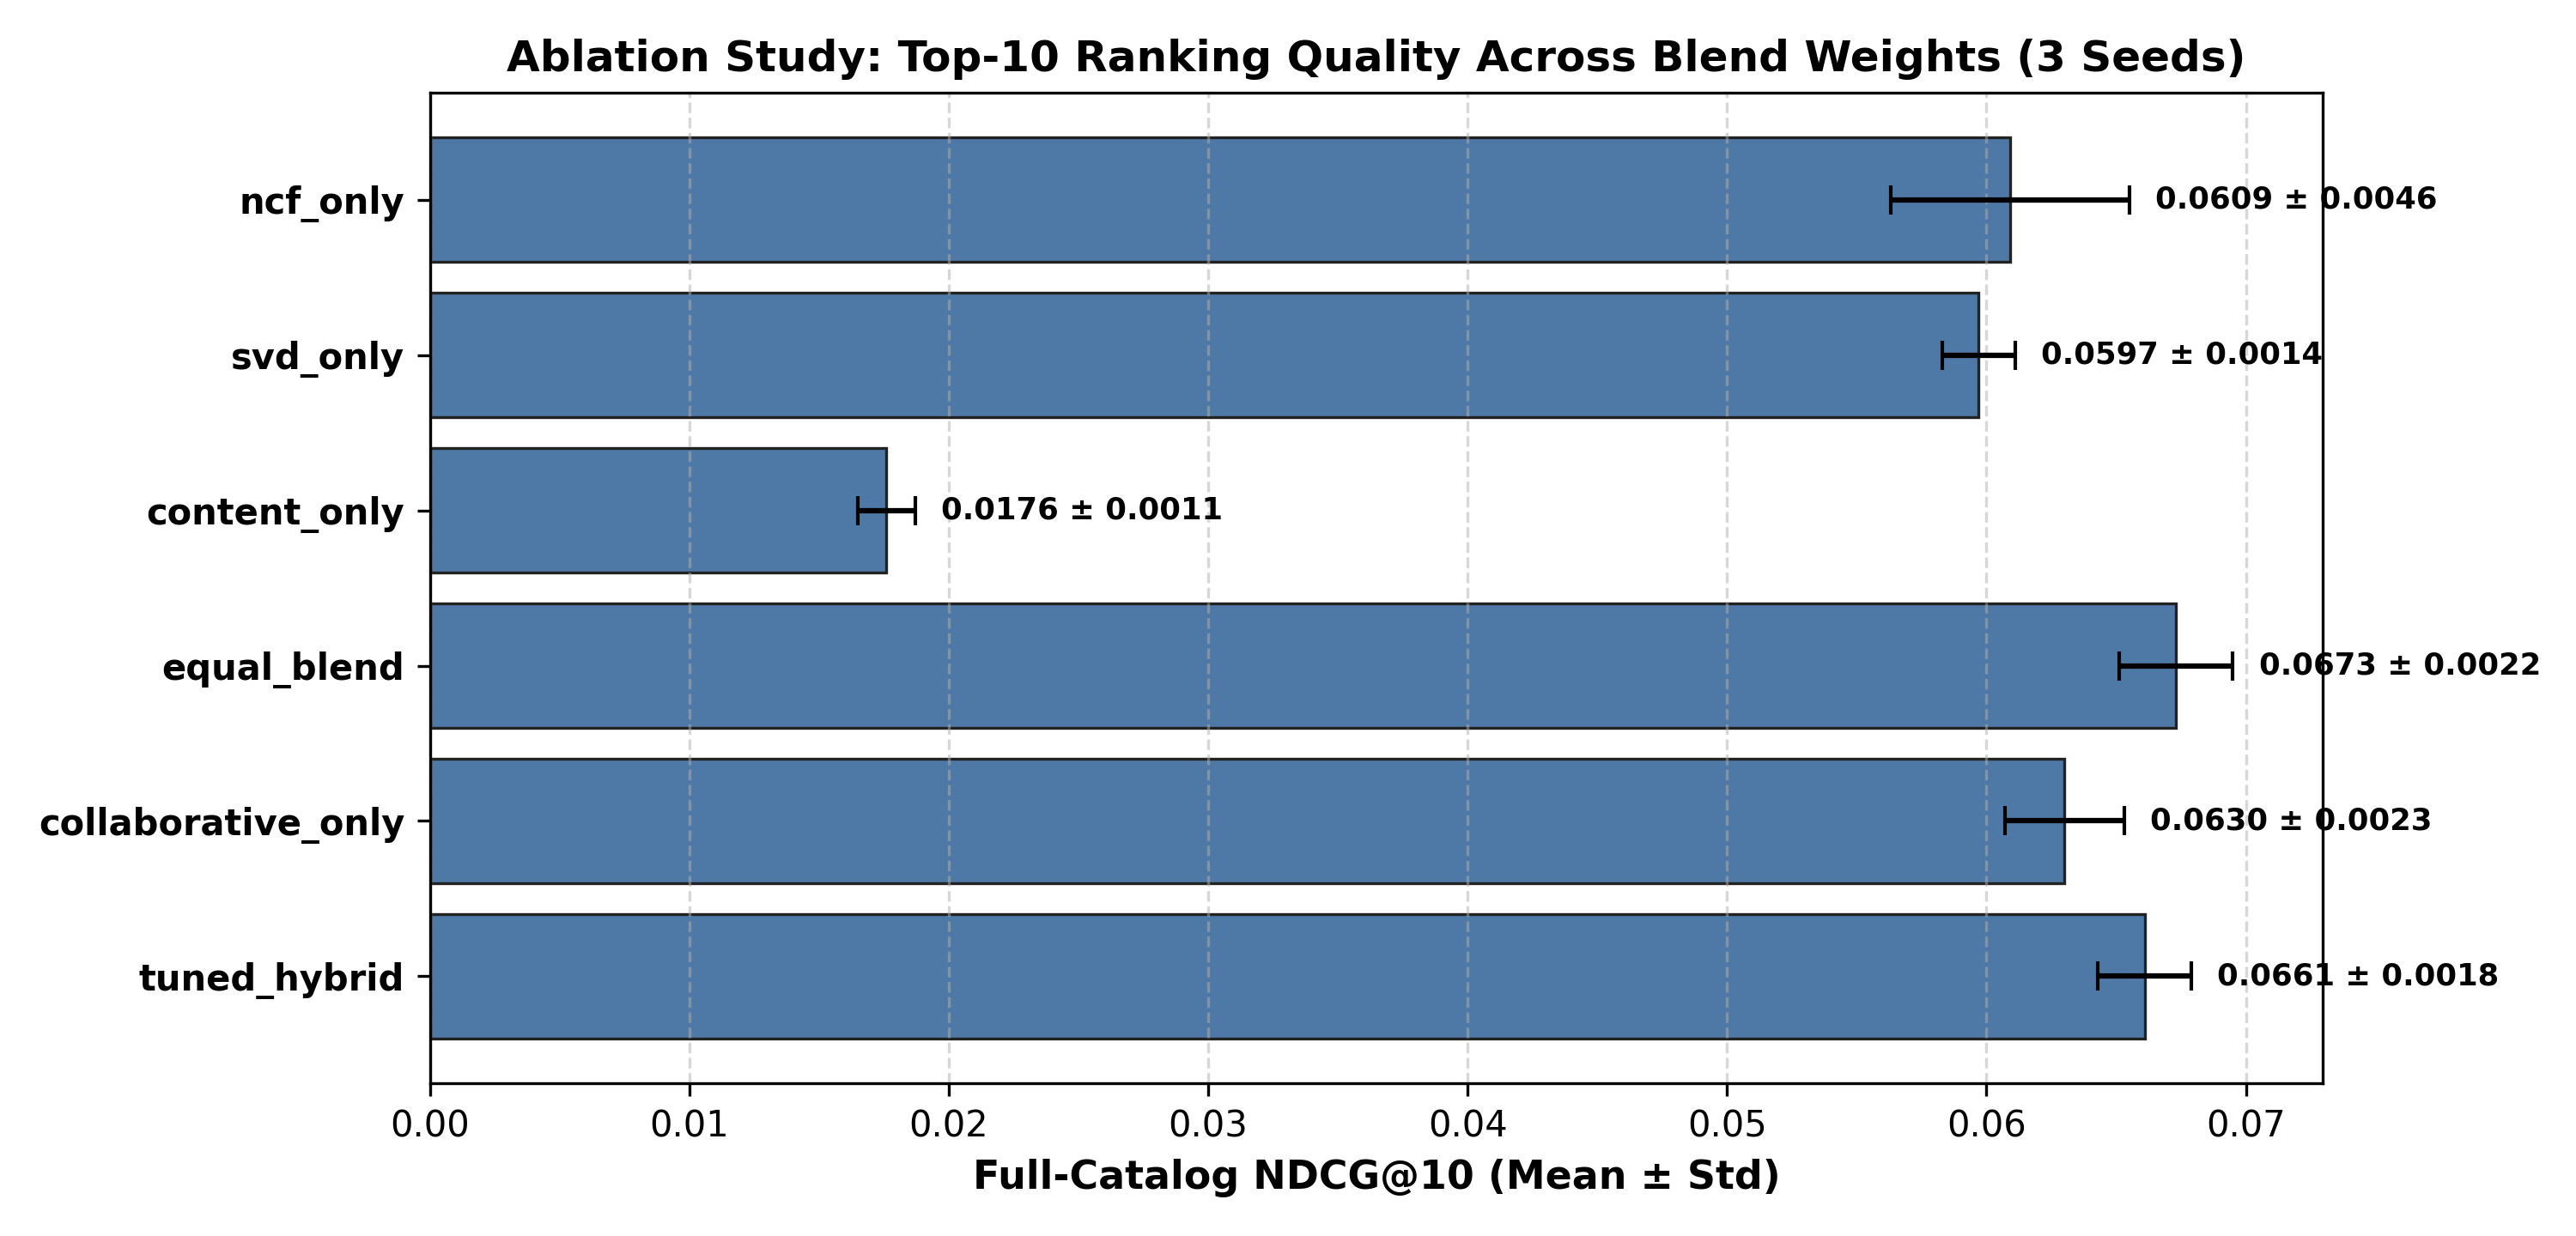 Ablation Study: Top-10 Ranking Quality Across Blend Weights (3 Seeds)
ncf_only
0.0609 ± 0.0046
svd_only
0.0597 ± 0.0014
content_only
0.0176 ± 0.0011
equal_blend
0.0673 ± 0.0022
collaborative_only
0.0630 ± 0.0023
tuned_hybrid
0.0661 ± 0.0018
0.00 0.01 0.02 0.03 0.04 0.05 0.06 0.07
Full-Catalog NDCG@10 (Mean ± Std)